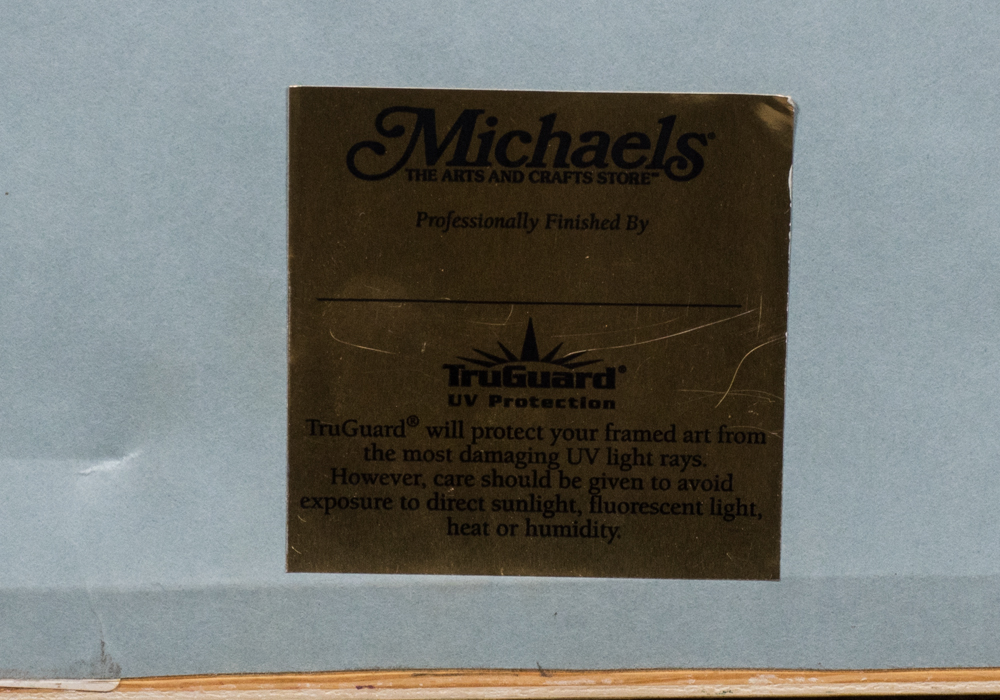 Michaels®
THE ARTS AND CRAFTS STORE℠
Professionally Finished By
TruGuard®
UV Protection
TruGuard® will protect your framed art from
the most damaging UV light rays.
However, care should be given to avoid
exposure to direct sunlight, fluorescent light,
heat or humidity.